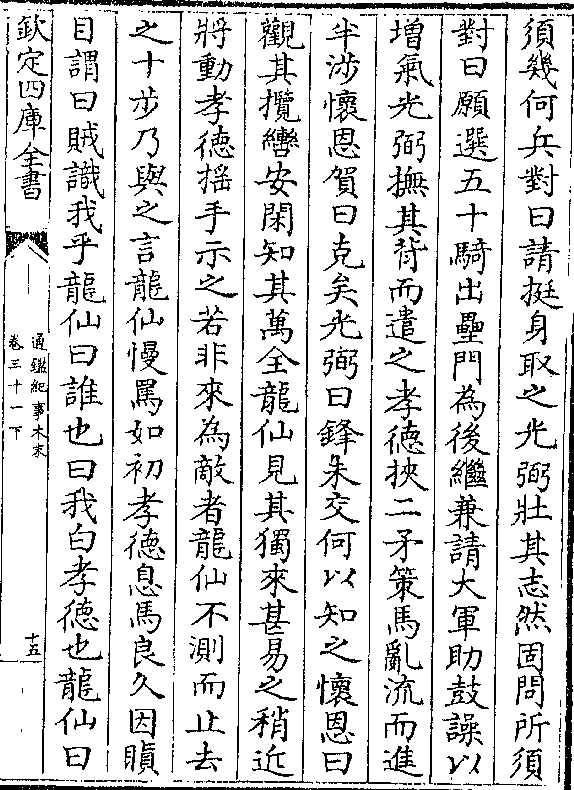 須幾何兵對曰請挺身取之光弼壯其志然固問所須
對曰願選五十騎出壘門為後繼兼請大軍助鼓譟以
增氣光弼撫其背而遣之孝德挾二矛策馬亂流而進
半涉懷恩賀曰克矣光弼曰鋒未交何以知之懷恩曰
觀其攬轡安閑知其萬全龍仙見其獨來甚易之稍近
將動孝德揺手示之若非來為敵者龍仙不測而止去
之十步乃與之言龍仙慢罵如初孝德息馬良久因瞋
目謂曰賊識我乎龍仙曰誰也曰我白孝德也龍仙曰
欽定四庫全書
通鑑紀事本末
卷三十一下
十五